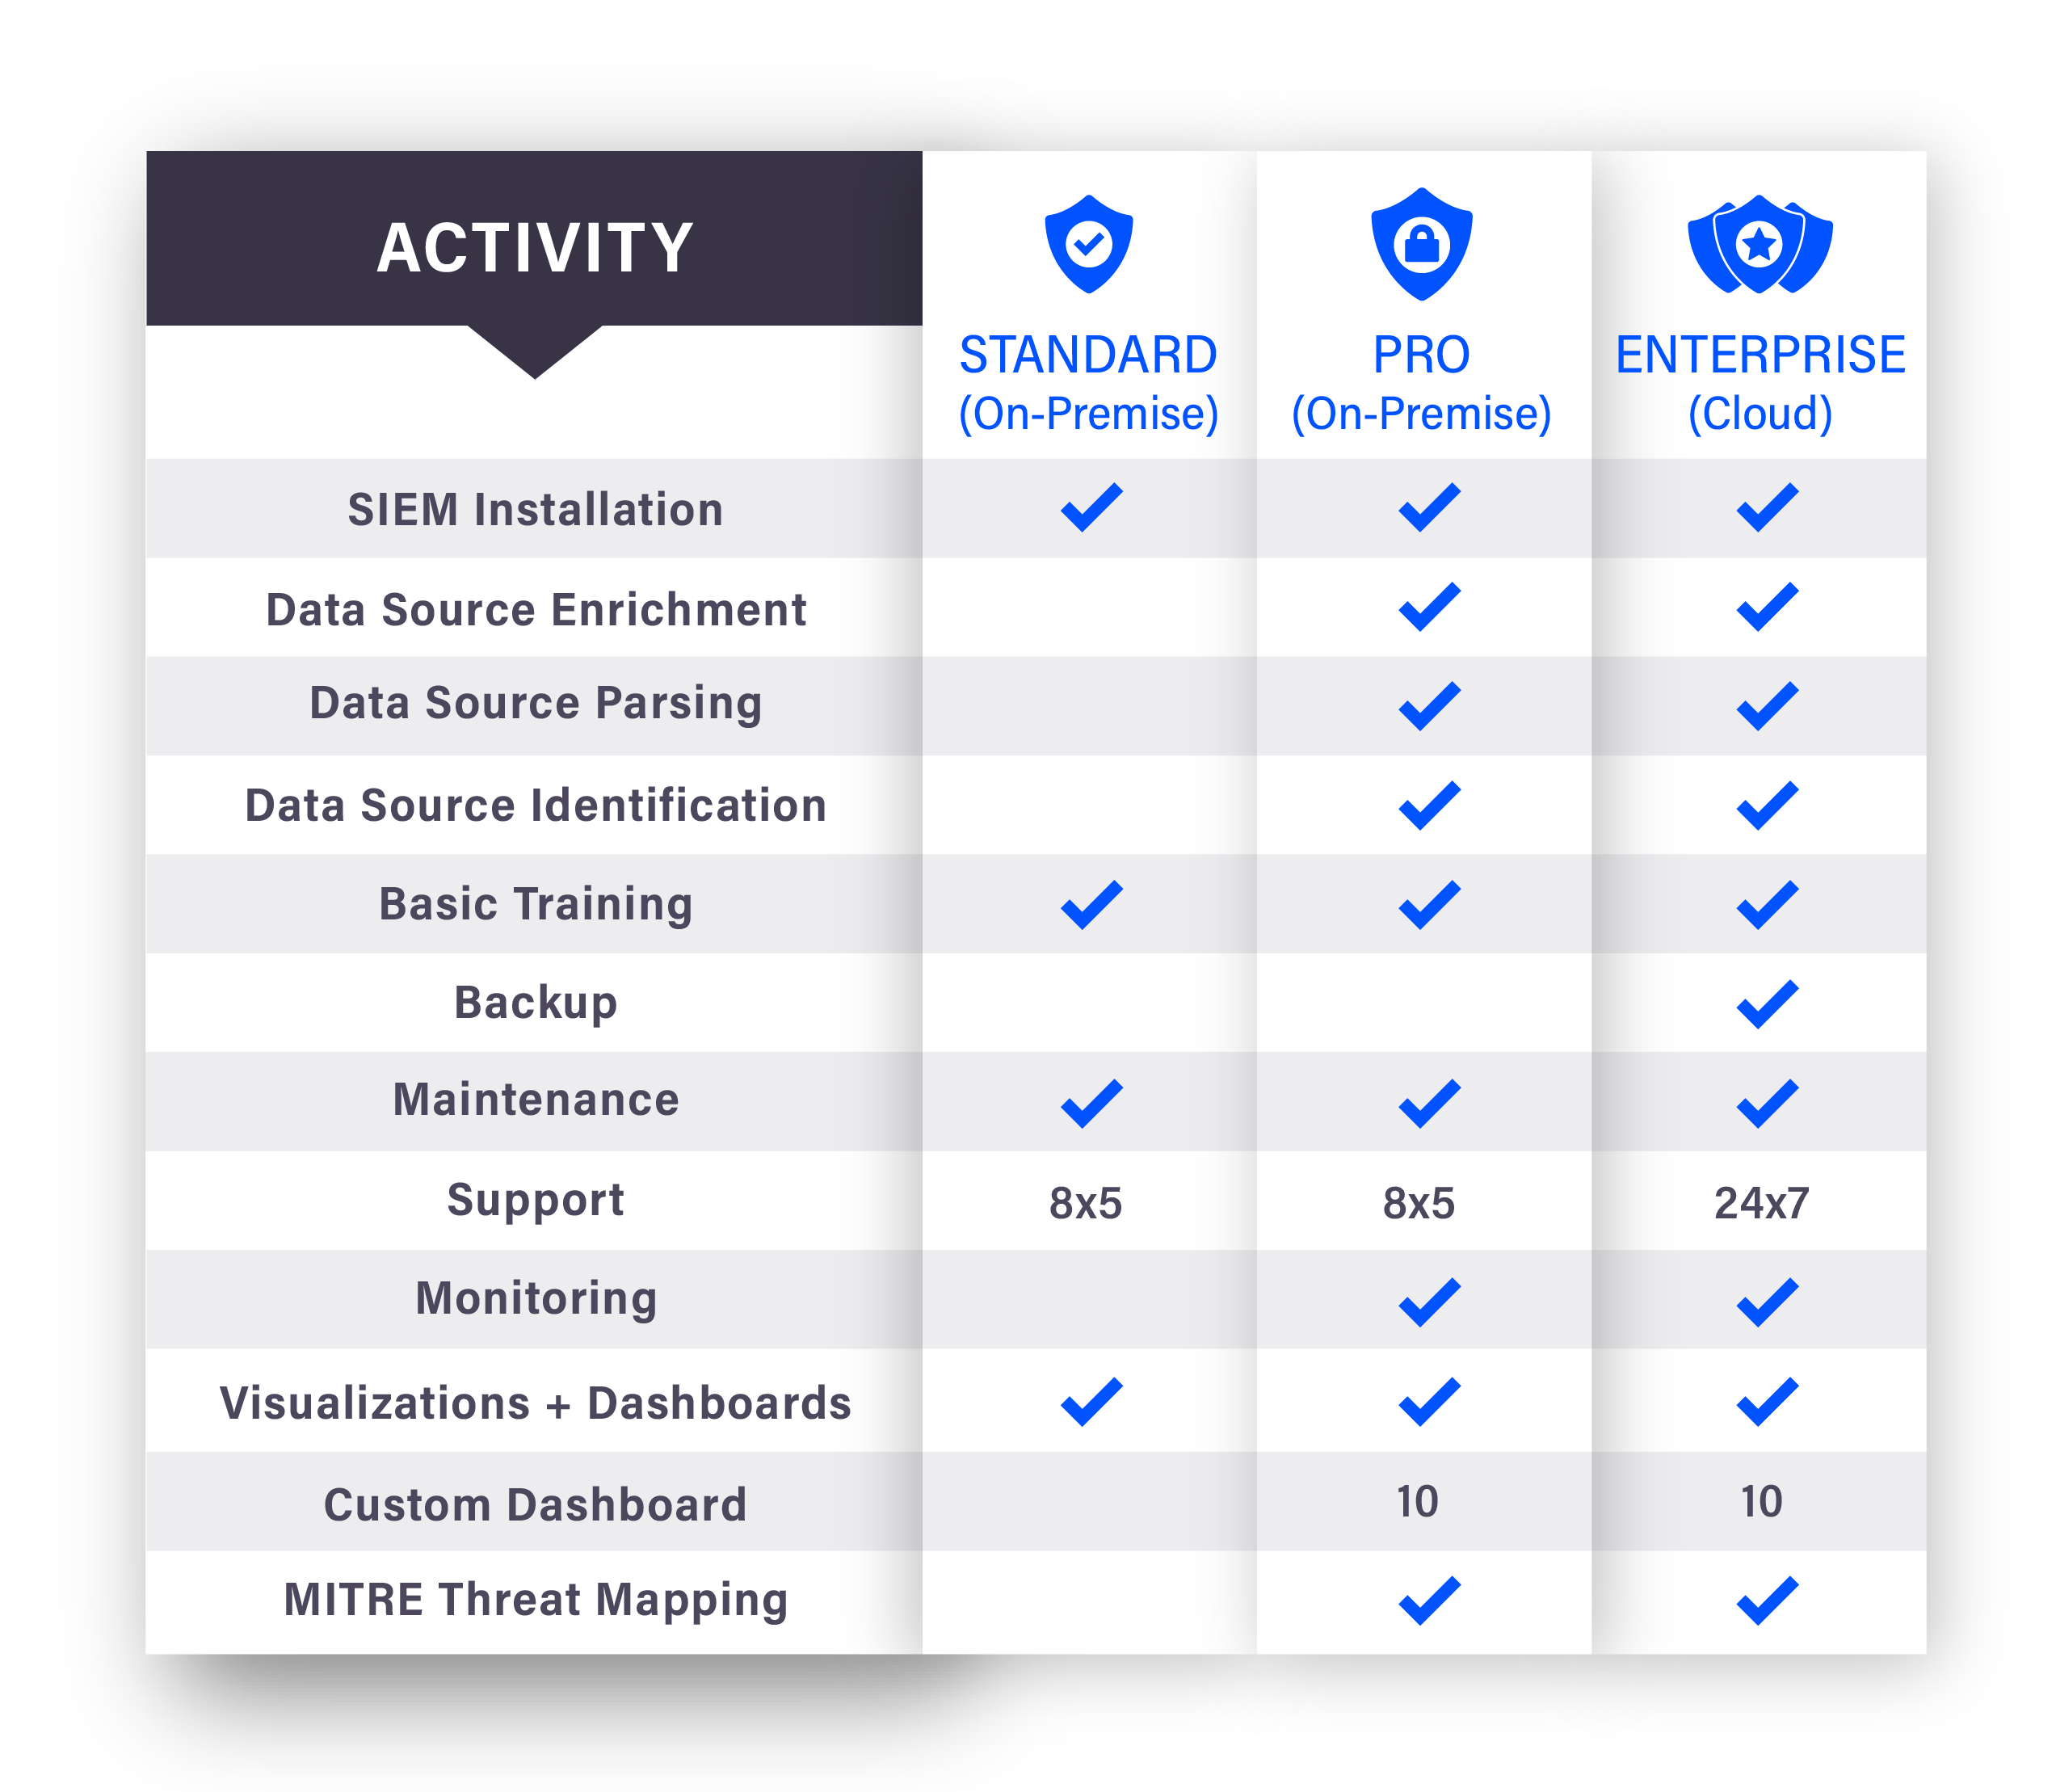 ACTIVITY
STANDARD
(On-Premise)
PRO
(On-Premise)
ENTERPRISE
(Cloud)
SIEM Installation
Data Source Enrichment
Data Source Parsing
Data Source Identification
Basic Training
Backup
Maintenance
Support 8x5 8x5 24x7
Monitoring
Visualizations + Dashboards
Custom Dashboard 10 10
MITRE Threat Mapping